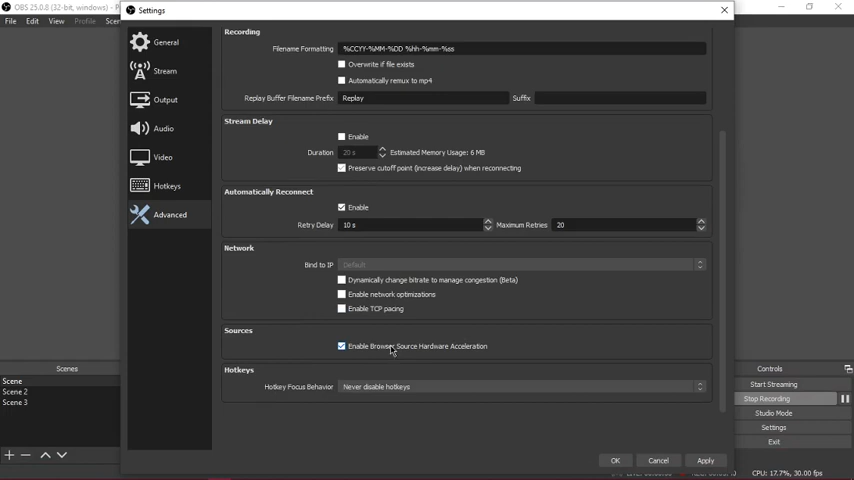 OBS 25.0.8 (32-bit, windows) - P
Settings
File Edit View Profile Scen
General
Stream
Output
Audio
Video
Hotkeys
Advanced
Recording
Filename Formatting %CCYY-%MM-%DD %hh-%mm-%ss
Overwrite if file exists
Automatically remux to mp4
Replay Buffer Filename Prefix Replay Suffix
Stream Delay
Enable
Duration 20 s Estimated Memory Usage: 6 MB
Preserve cutoff point (increase delay) when reconnecting
Automatically Reconnect
Enable
Retry Delay 10 s Maximum Retries 20
Network
Bind to IP Default
Dynamically change bitrate to manage congestion (Beta)
Enable network optimizations
Enable TCP pacing
Sources
Enable Browser Source Hardware Acceleration
Hotkeys
Hotkey Focus Behavior Never disable hotkeys
OK Cancel Apply
Scenes
Scene
Scene 2
Scene 3
Controls
Start Streaming
Stop Recording
Studio Mode
Settings
Exit
CPU: 17.7%, 30.00 fps